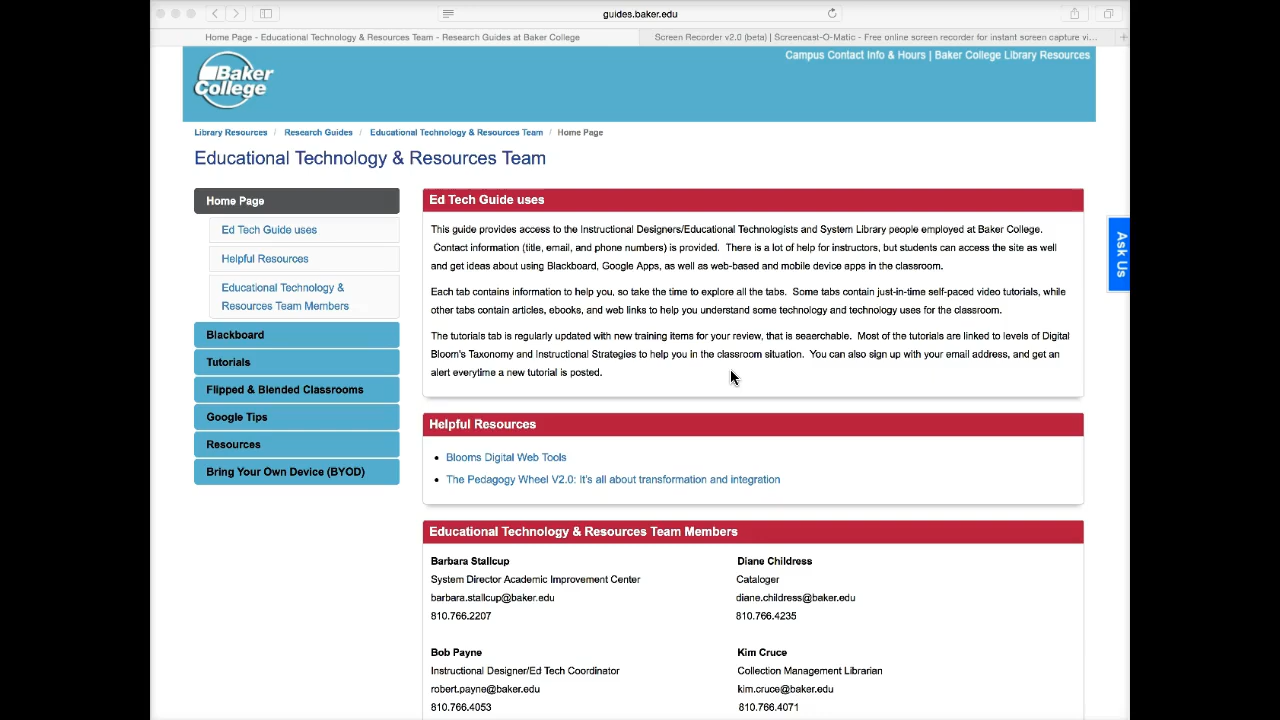 guides.baker.edu
Home Page - Educational Technology & Resources Team - Research Guides at Baker College
Screen Recorder v2.0 (beta) | Screencast-O-Matic - Free online screen recorder for instant screen capture vi...
Baker College
Campus Contact Info & Hours | Baker College Library Resources
Library Resources / Research Guides / Educational Technology & Resources Team / Home Page
Educational Technology & Resources Team
Home Page
Ed Tech Guide uses
Helpful Resources
Educational Technology &
Resources Team Members
Blackboard
Tutorials
Flipped & Blended Classrooms
Google Tips
Resources
Bring Your Own Device (BYOD)
Ed Tech Guide uses
This guide provides access to the Instructional Designers/Educational Technologists and System Library people employed at Baker College.
Contact information (title, email, and phone numbers) is provided. There is a lot of help for instructors, but students can access the site as well
and get ideas about using Blackboard, Google Apps, as well as web-based and mobile device apps in the classroom.
Each tab contains information to help you, so take the time to explore all the tabs. Some tabs contain just-in-time self-paced video tutorials, while
other tabs contain articles, ebooks, and web links to help you understand some technology and technology uses for the classroom.
The tutorials tab is regularly updated with new training items for your review, that is seaerchable. Most of the tutorials are linked to levels of Digital
Bloom's Taxonomy and Instructional Strategies to help you in the classroom situation. You can also sign up with your email address, and get an
alert everytime a new tutorial is posted.
Helpful Resources
• Blooms Digital Web Tools
• The Pedagogy Wheel V2.0: It's all about transformation and integration
Educational Technology & Resources Team Members
Barbara Stallcup
System Director Academic Improvement Center
barbara.stallcup@baker.edu
810.766.2207
Diane Childress
Cataloger
diane.childress@baker.edu
810.766.4235
Bob Payne
Instructional Designer/Ed Tech Coordinator
robert.payne@baker.edu
810.766.4053
Kim Cruce
Collection Management Librarian
kim.cruce@baker.edu
810.766.4071
Ask Us